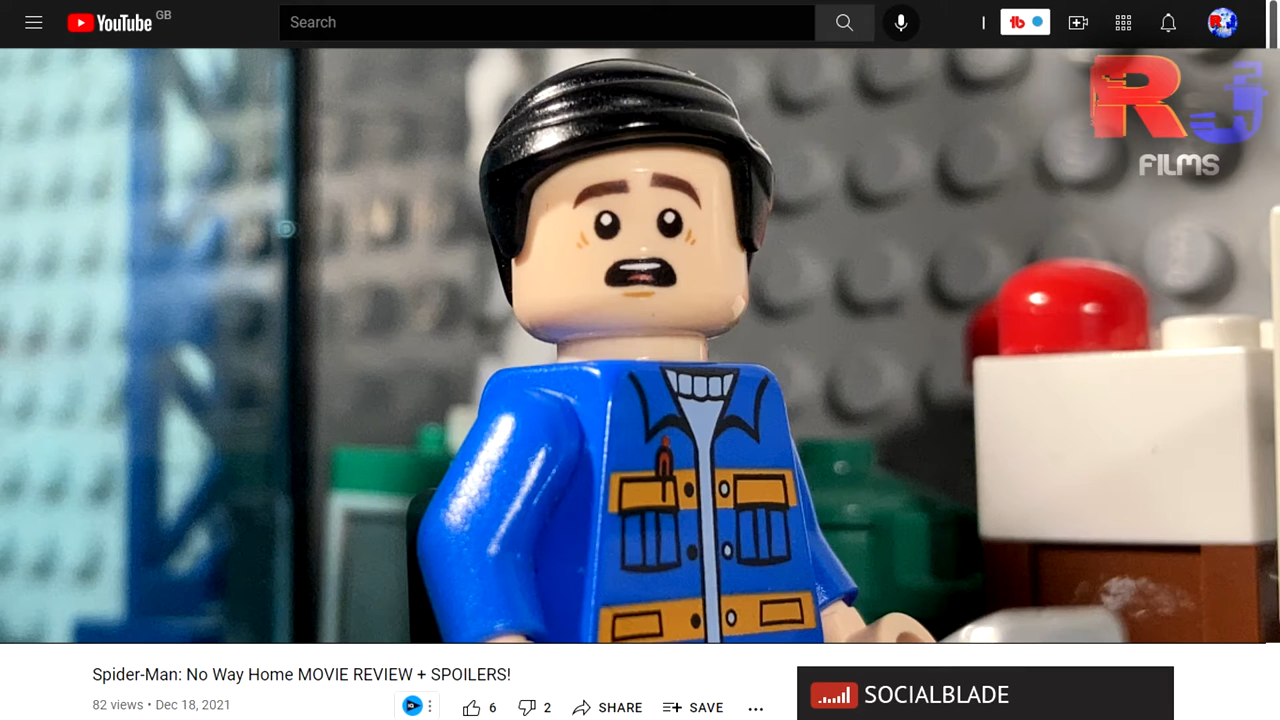 YouTube GB
Search
RJ
FILMS
Spider-Man: No Way Home MOVIE REVIEW + SPOILERS!
82 views • Dec 18, 2021
6
2
SHARE
SAVE
SOCIALBLADE